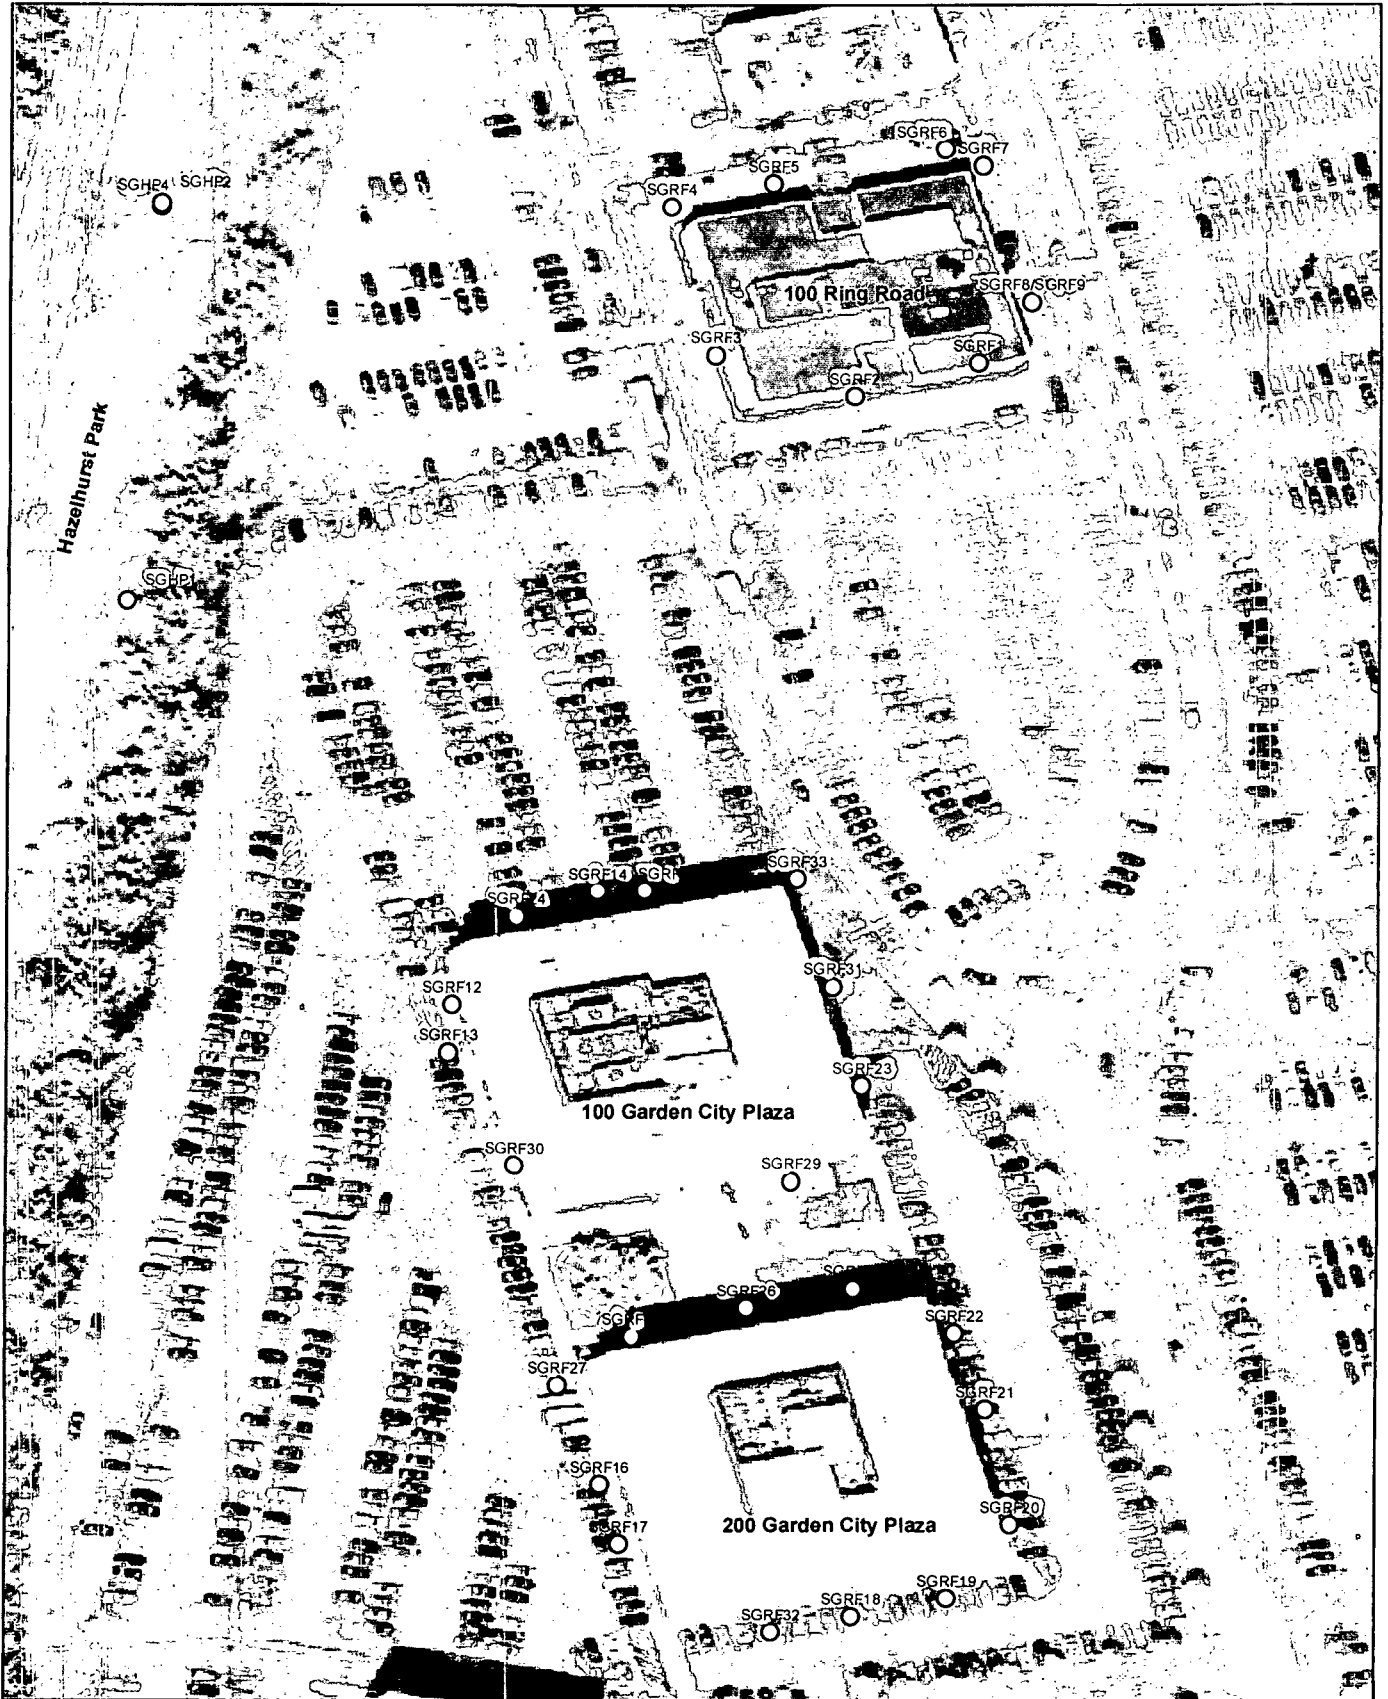 SGRF6
SGRF7
SGRF5
SGHP4 SGHP2
SGRF4
100 Ring Road
SGRF8/SGRF9
SGRF3
SGRF1
SGRF2
Hazelhurst Park
SGHP1
SGRF33
SGRF14
SGRF31
SGRF12
SGRF13
SGRF23
100 Garden City Plaza
SGRF30
SGRF29
SGRF26
SGRF22
SGRF27
SGRF21
SGRF16
SGRF20
200 Garden City Plaza
SGRF17
SGRF19
SGRF18
SGRF32